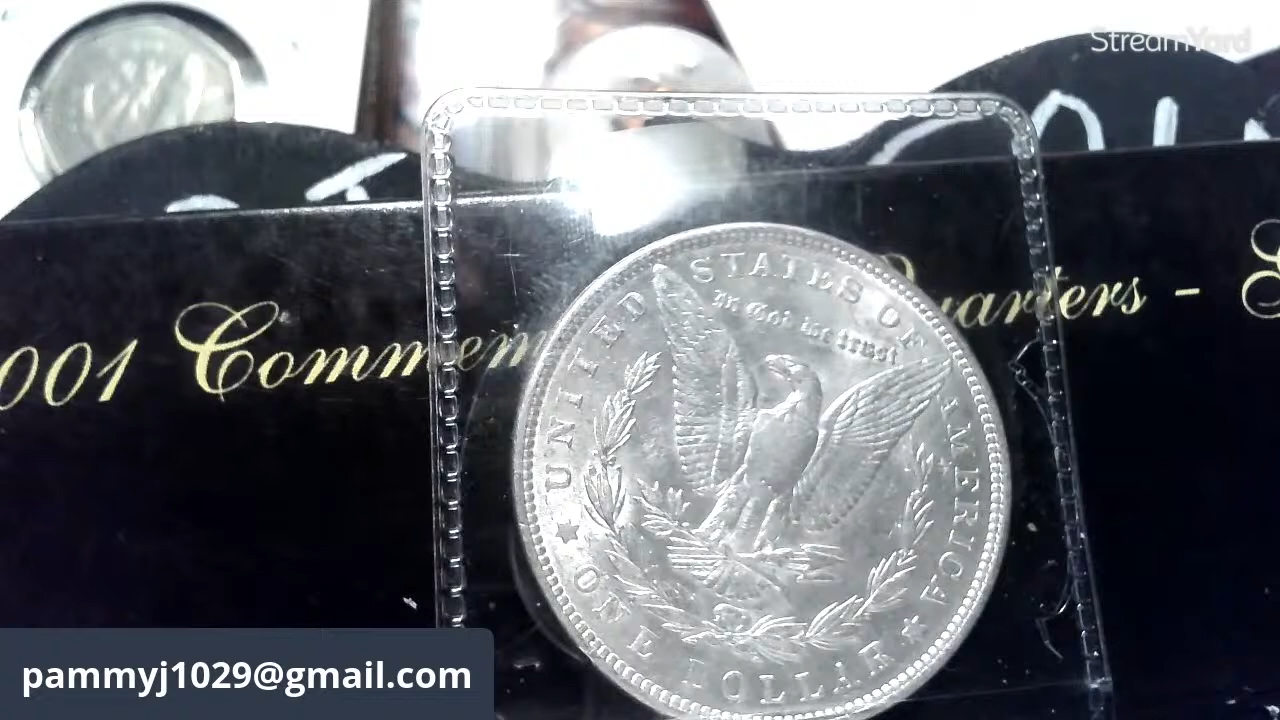 StreamYard
001 Commem
uarters -
UNITED STATES OF AMERICA
In God we trust
ONE DOLLAR
pammyj1029@gmail.com